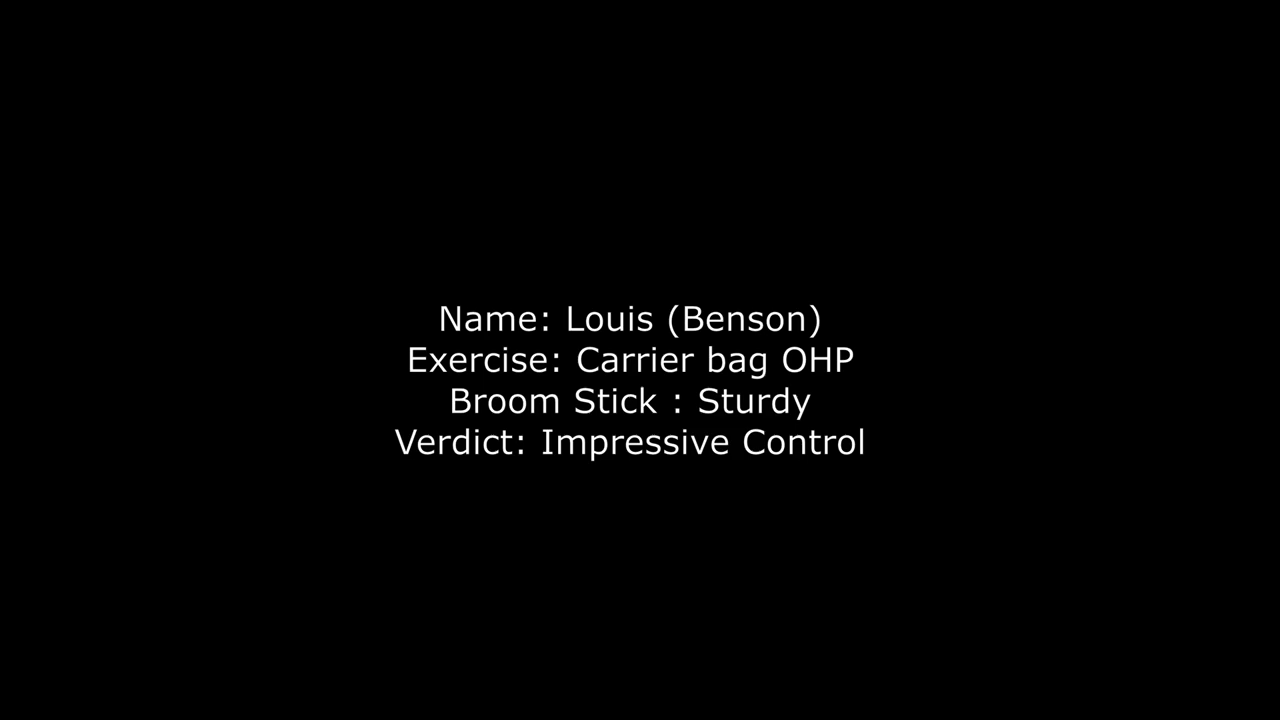 Name: Louis (Benson)
Exercise: Carrier bag OHP
Broom Stick : Sturdy
Verdict: Impressive Control